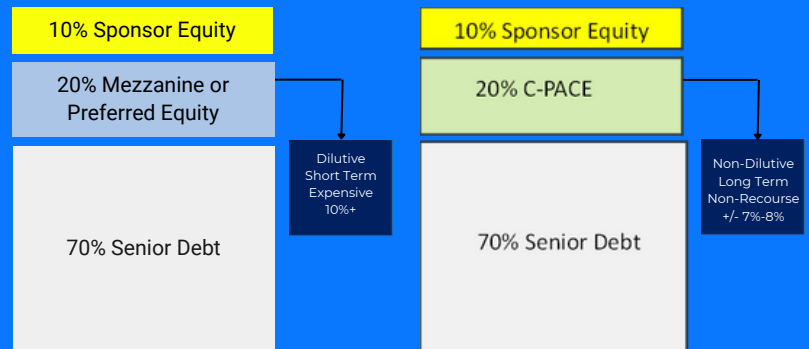 10% Sponsor Equity
20% Mezzanine or
Preferred Equity
Dilutive
Short Term
Expensive
10%+
70% Senior Debt
10% Sponsor Equity
20% C-PACE
Non-Dilutive
Long Term
Non-Recourse
+/- 7%-8%
70% Senior Debt